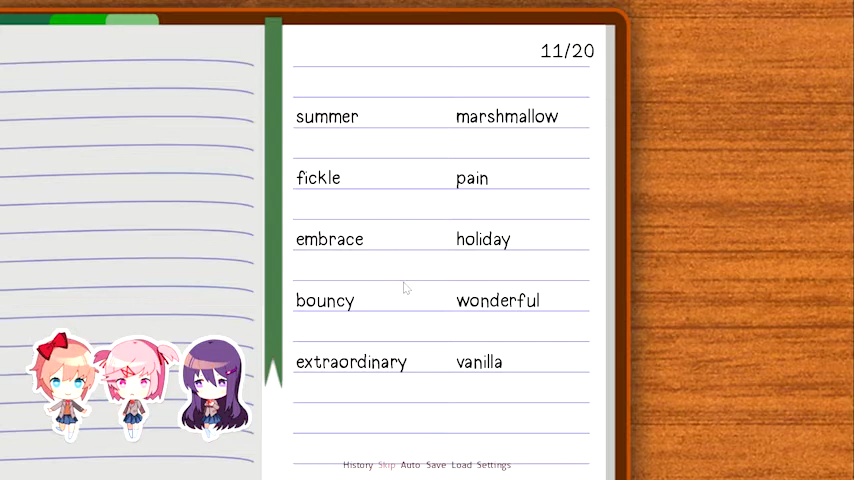 11/20
summer marshmallow
fickle pain
embrace holiday
bouncy wonderful
extraordinary vanilla
History Skip Auto Save Load Settings